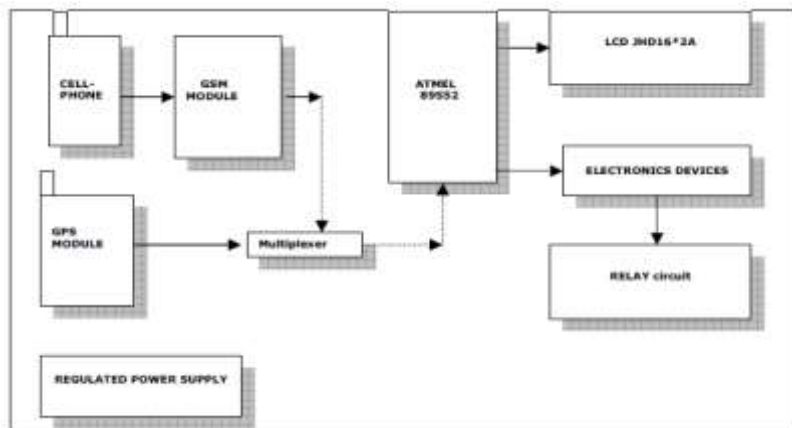 CELL-
PHONE
GSM
MODULE
ATMEL
89S52
LCD JHD16*2A
ELECTRONICS DEVICES
GPS
MODULE
Multiplexer
RELAY circuit
REGULATED POWER SUPPLY